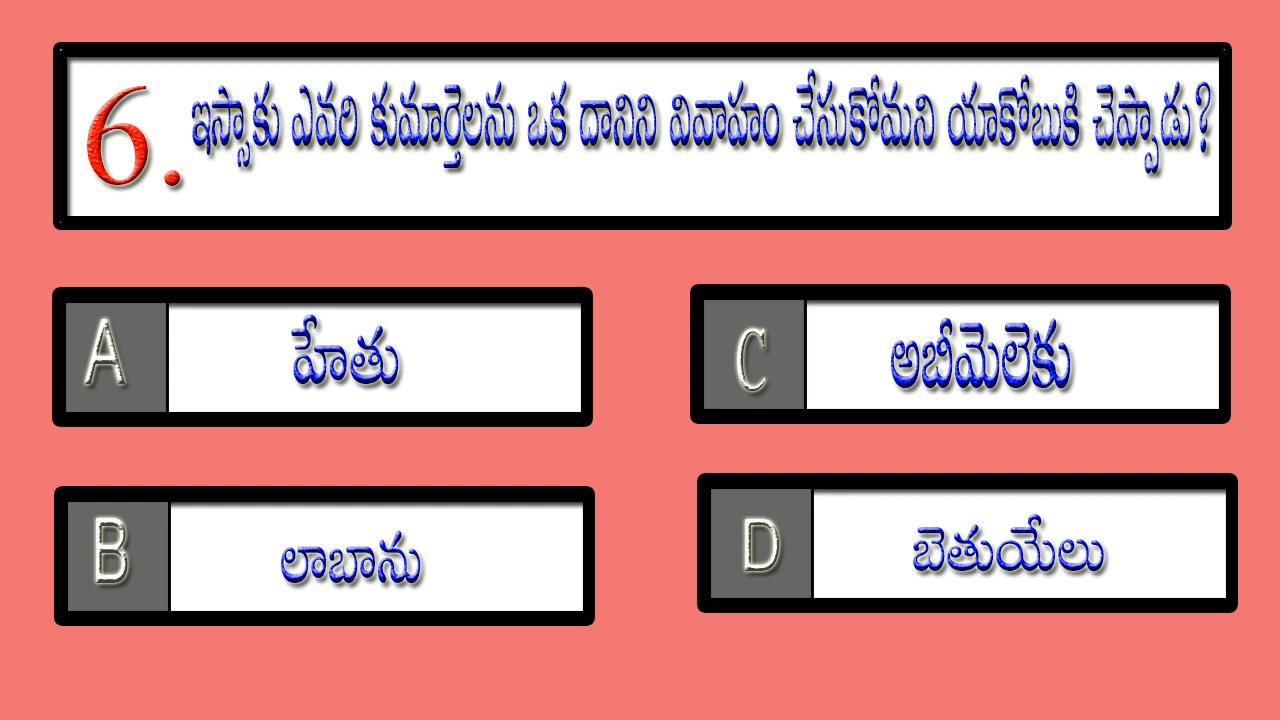 6. ఇస్సాకు ఎవరి కుమార్తెలను ఒక దానిని వివాహం చేసుకోమని యాకోబుకి చెప్పాడు?
A హేతు
C అబీమెలెకు
B లాబాను
D బెతుయేలు